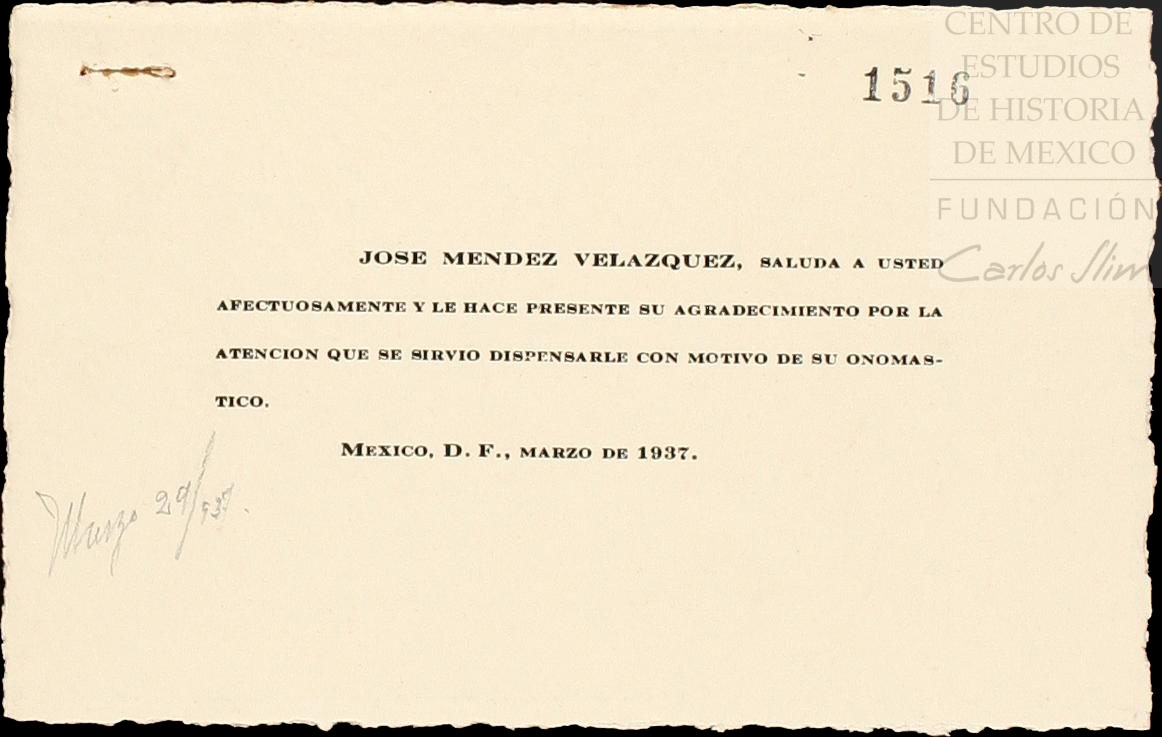 CENTRO DE
ESTUDIOS
DE HISTORIA
DE MEXICO
FUNDACIÓN
Carlos Slim
1516
JOSE MENDEZ VELAZQUEZ, SALUDA A USTED
AFECTUOSAMENTE Y LE HACE PRESENTE SU AGRADECIMIENTO POR LA
ATENCION QUE SE SIRVIO DISPENSARLE CON MOTIVO DE SU ONOMAS-
TICO.
MEXICO, D. F., MARZO DE 1937.
Marzo 29/937.